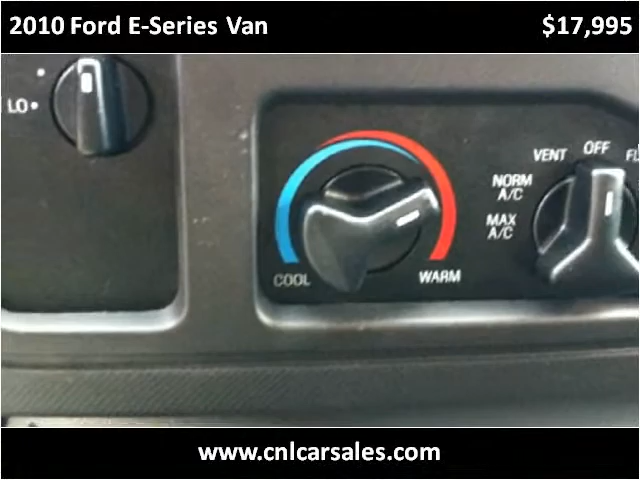 2010 Ford E-Series Van $17,995
LO
COOL
WARM
VENT
OFF
NORM
A/C
MAX
A/C
www.cnlcarsales.com